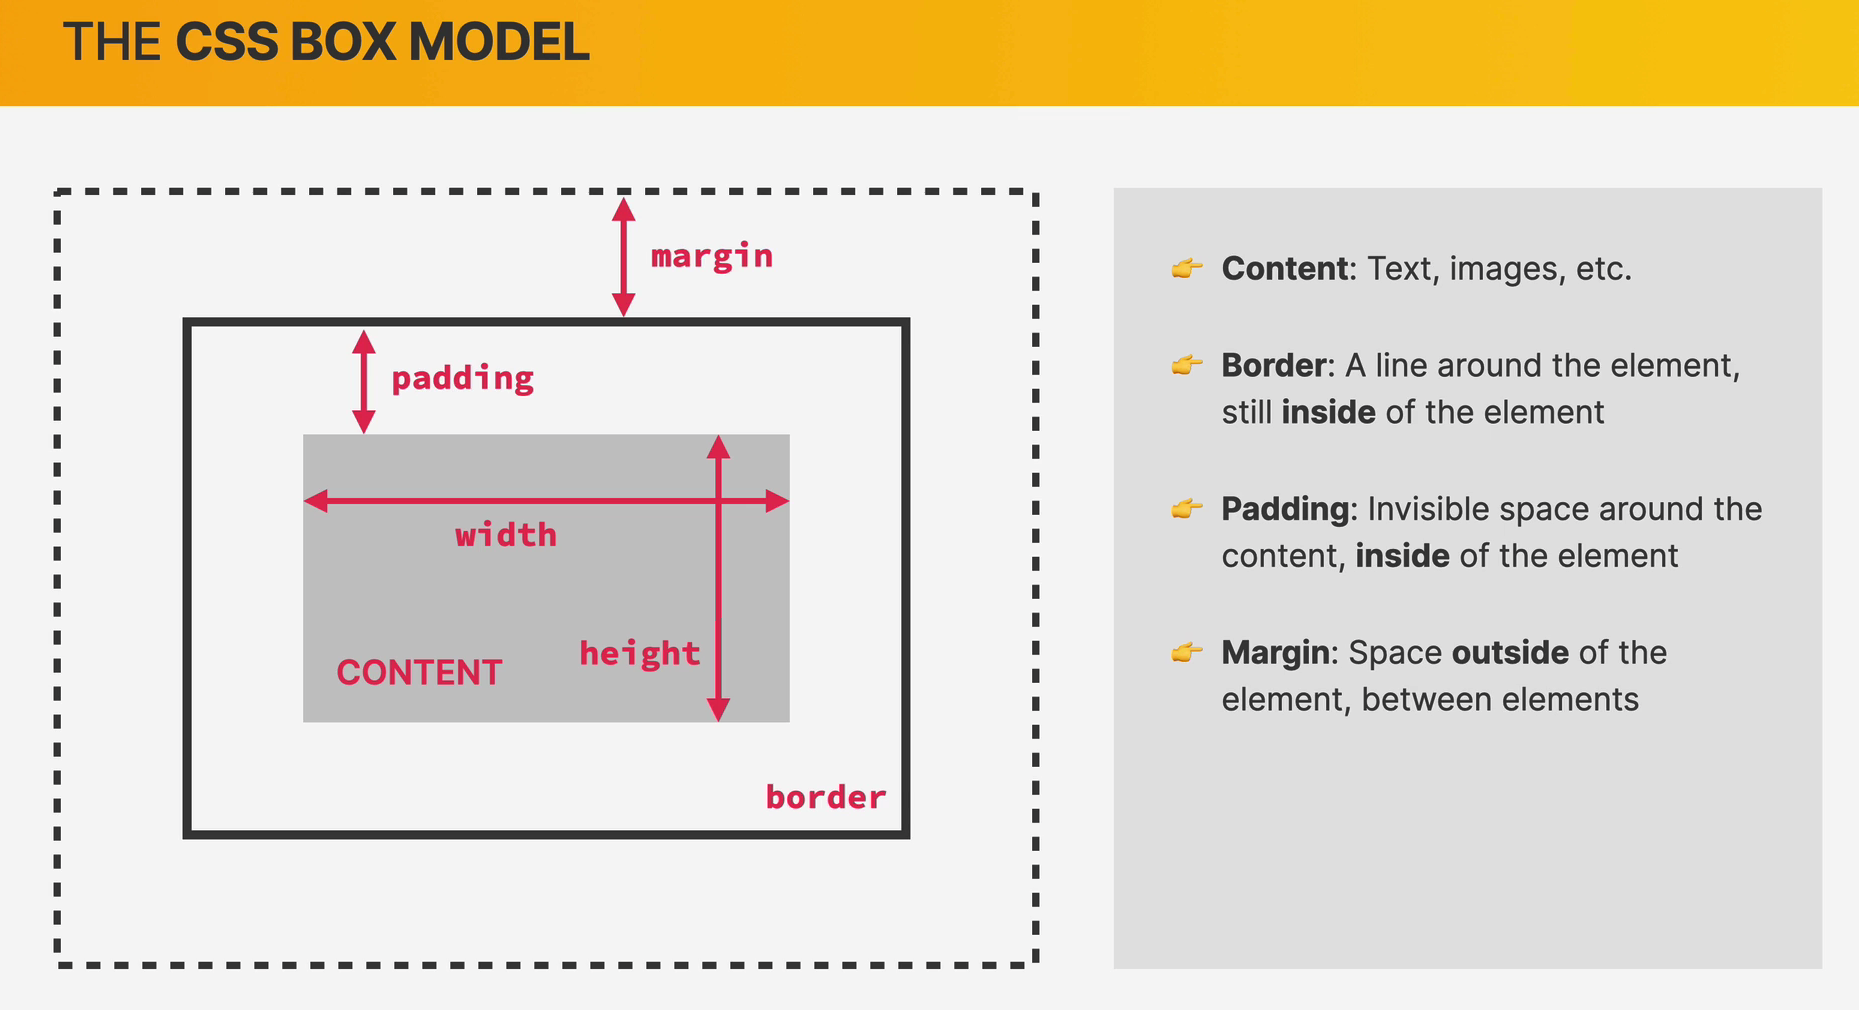 THE CSS BOX MODEL
margin
padding
width
height
CONTENT
border
👉 Content: Text, images, etc.
👉 Border: A line around the element,
still inside of the element
👉 Padding: Invisible space around the
content, inside of the element
👉 Margin: Space outside of the
element, between elements